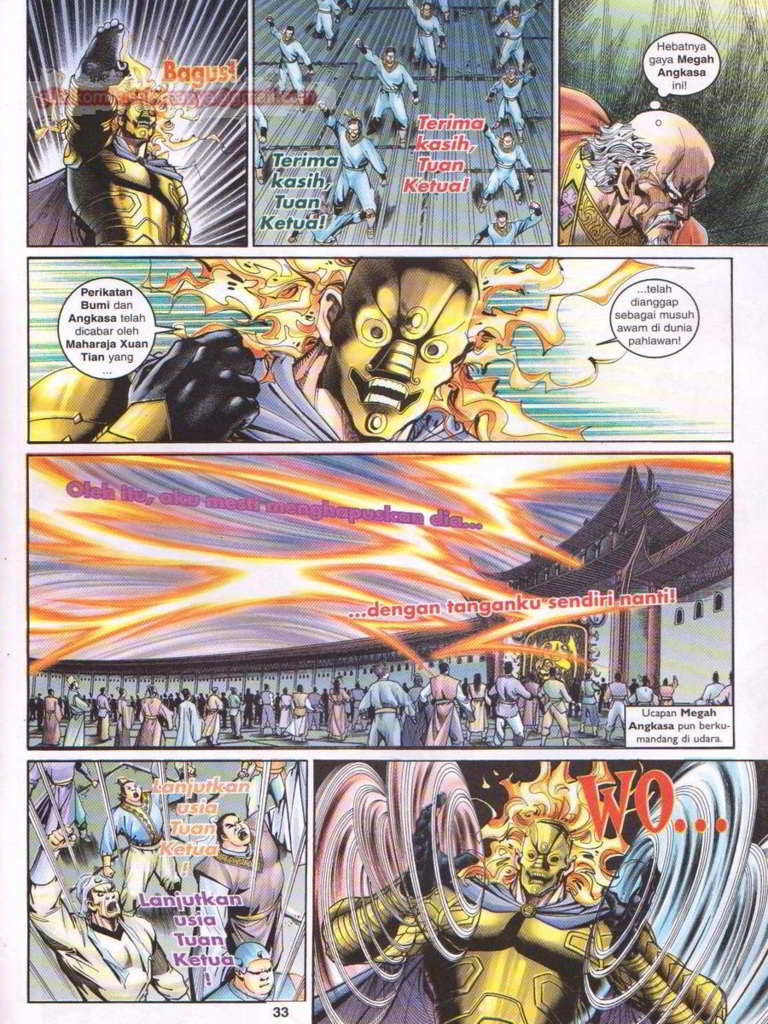 Bagus!
Terima
kasih,
Tuan
Ketua!
Terima
kasih,
Tuan
Ketua!
Hebatnya
gaya Megah
Angkasa
ini!
Perikatan
Bumi dan
Angkasa telah
dicabar oleh
Maharaja Xuan
Tian yang
...
...telah
dianggap
sebagai musuh
awam di dunia
pahlawan!
Oleh itu, aku mesti menghapuskan dia...
...dengan tanganku sendiri nanti!
Ucapan Megah
Angkasa pun berku-
mandang di udara.
Lanjutkan
usia
Tuan
Ketua
!
Lanjutkan
usia
Tuan
Ketua
!
WO...
33